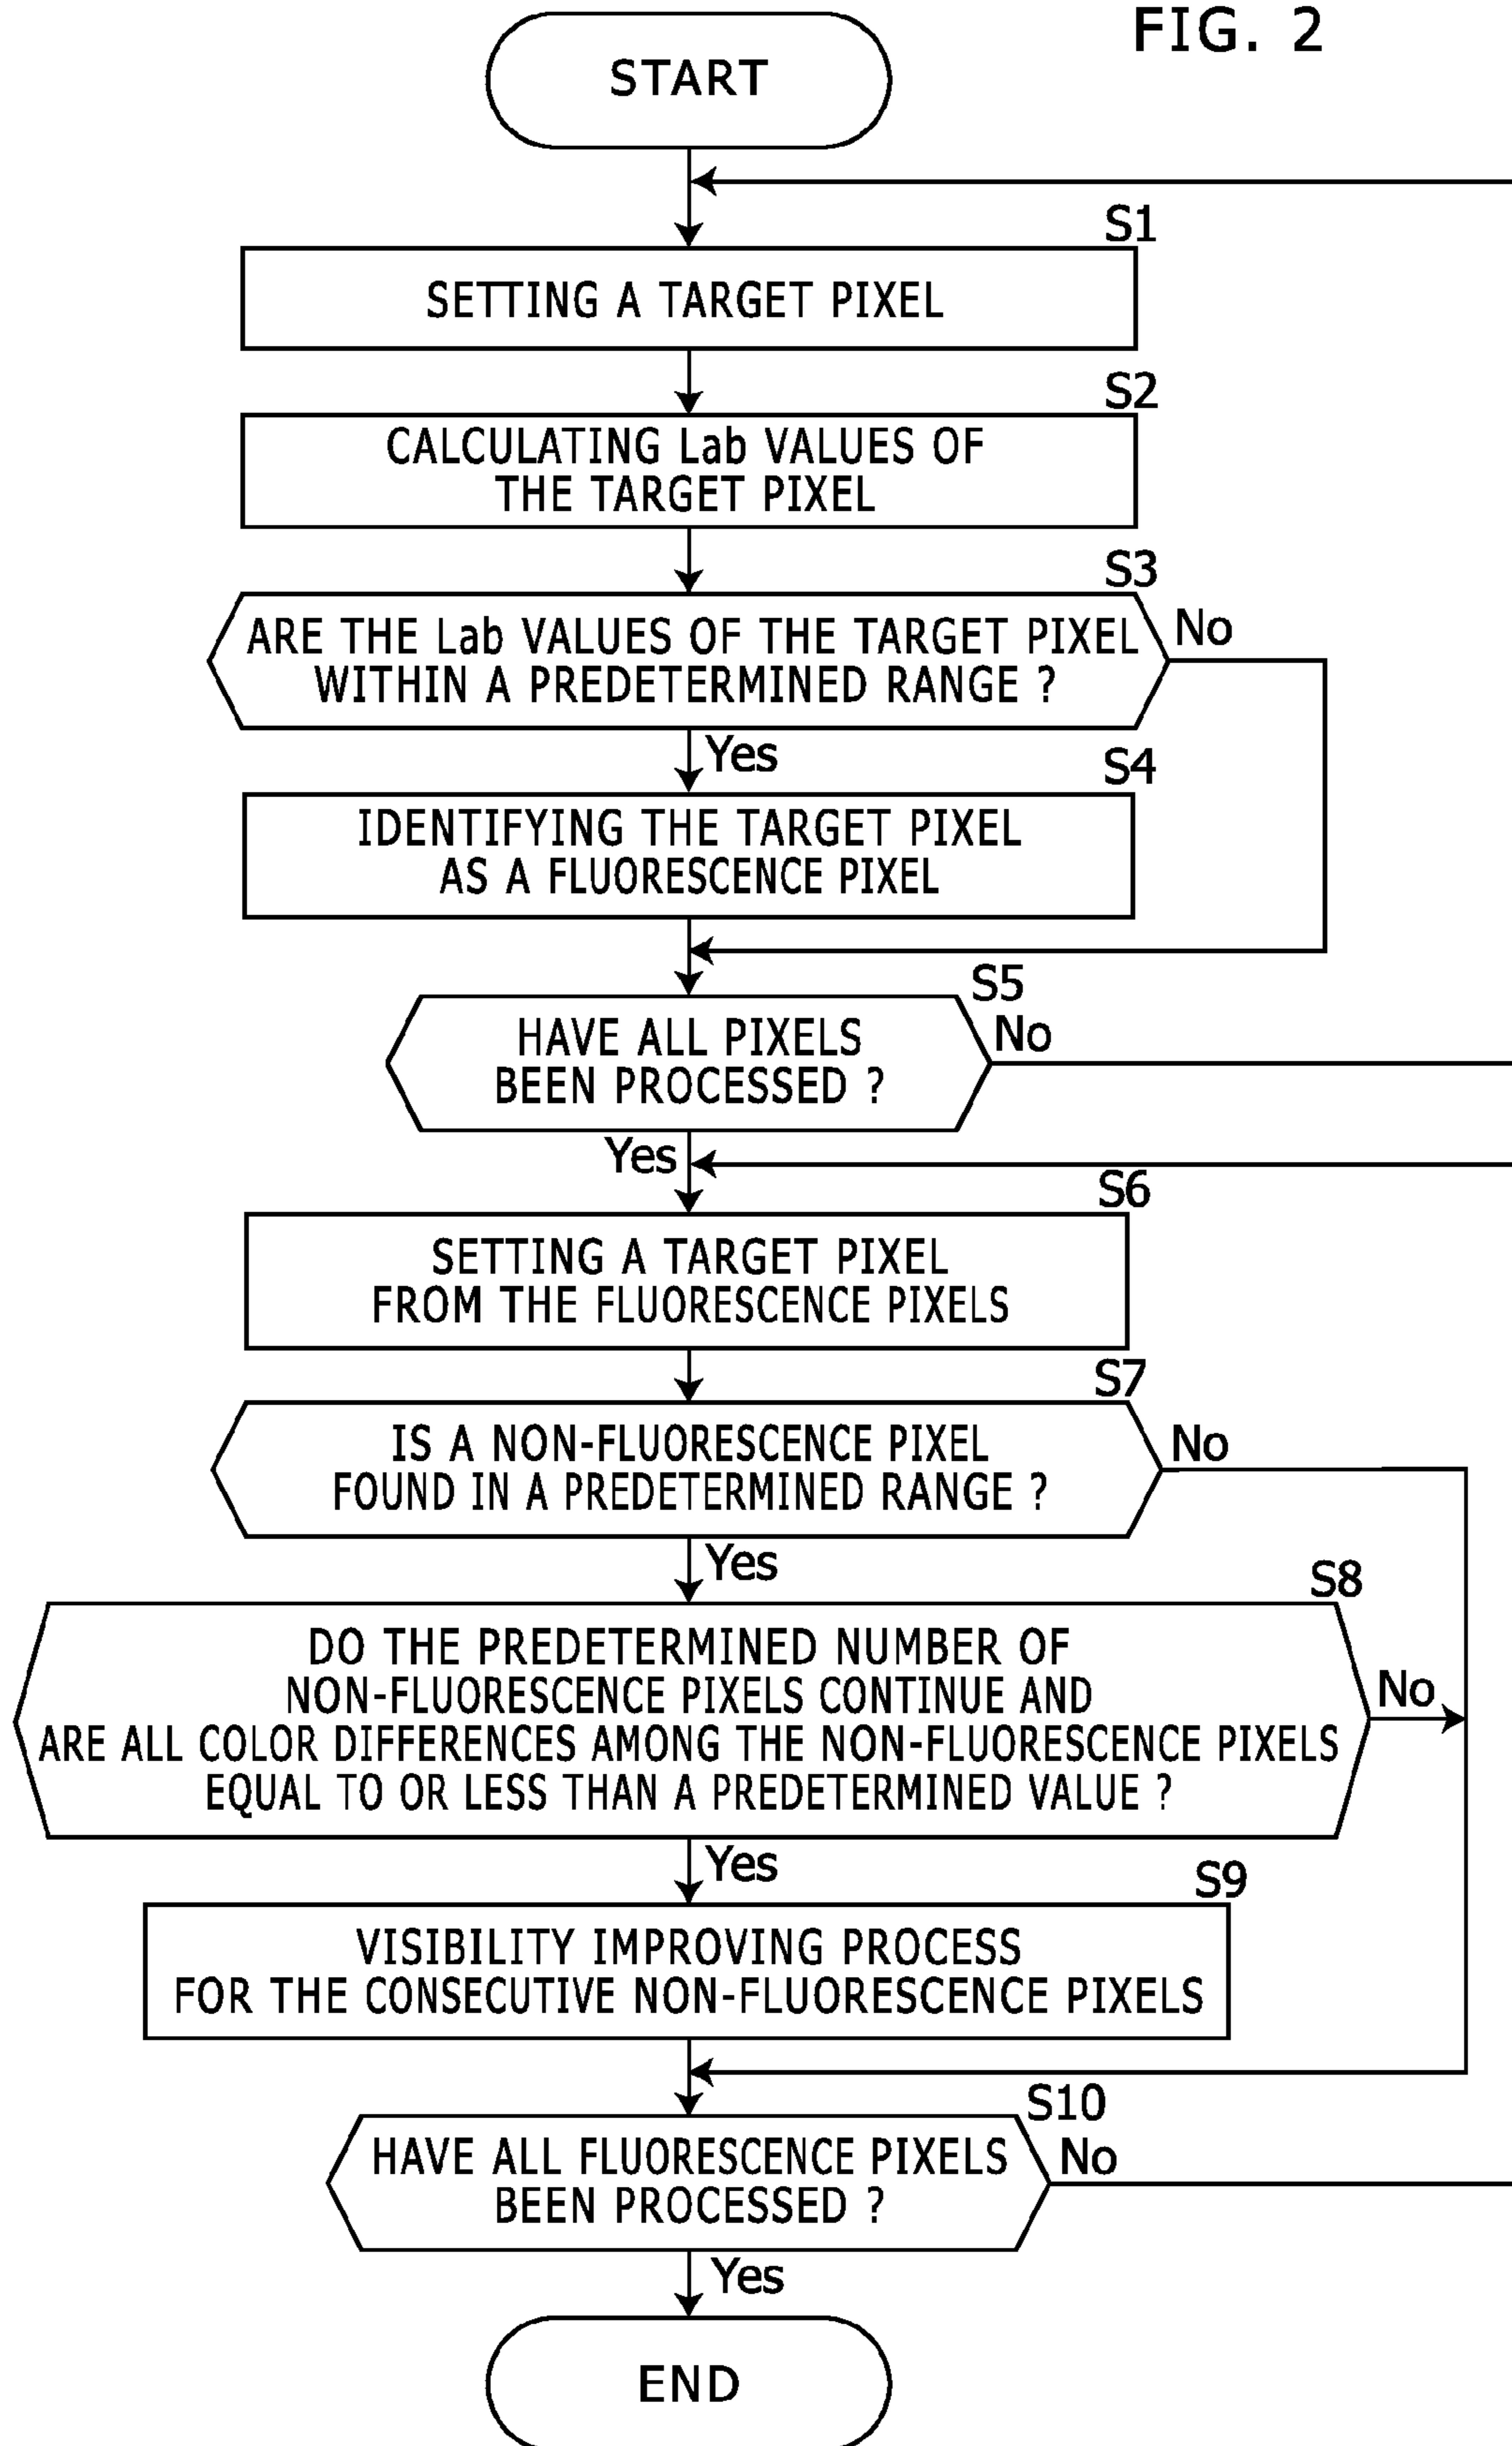 FIG. 2
START
S1
SETTING A TARGET PIXEL
S2
CALCULATING Lab VALUES OF
THE TARGET PIXEL
S3
ARE THE Lab VALUES OF THE TARGET PIXEL
WITHIN A PREDETERMINED RANGE ?
No
Yes
S4
IDENTIFYING THE TARGET PIXEL
AS A FLUORESCENCE PIXEL
S5
HAVE ALL PIXELS
BEEN PROCESSED ?
No
Yes
S6
SETTING A TARGET PIXEL
FROM THE FLUORESCENCE PIXELS
S7
IS A NON-FLUORESCENCE PIXEL
FOUND IN A PREDETERMINED RANGE ?
No
Yes
S8
DO THE PREDETERMINED NUMBER OF
NON-FLUORESCENCE PIXELS CONTINUE AND
ARE ALL COLOR DIFFERENCES AMONG THE NON-FLUORESCENCE PIXELS
EQUAL TO OR LESS THAN A PREDETERMINED VALUE ?
No
Yes
S9
VISIBILITY IMPROVING PROCESS
FOR THE CONSECUTIVE NON-FLUORESCENCE PIXELS
S10
HAVE ALL FLUORESCENCE PIXELS
BEEN PROCESSED ?
No
Yes
END